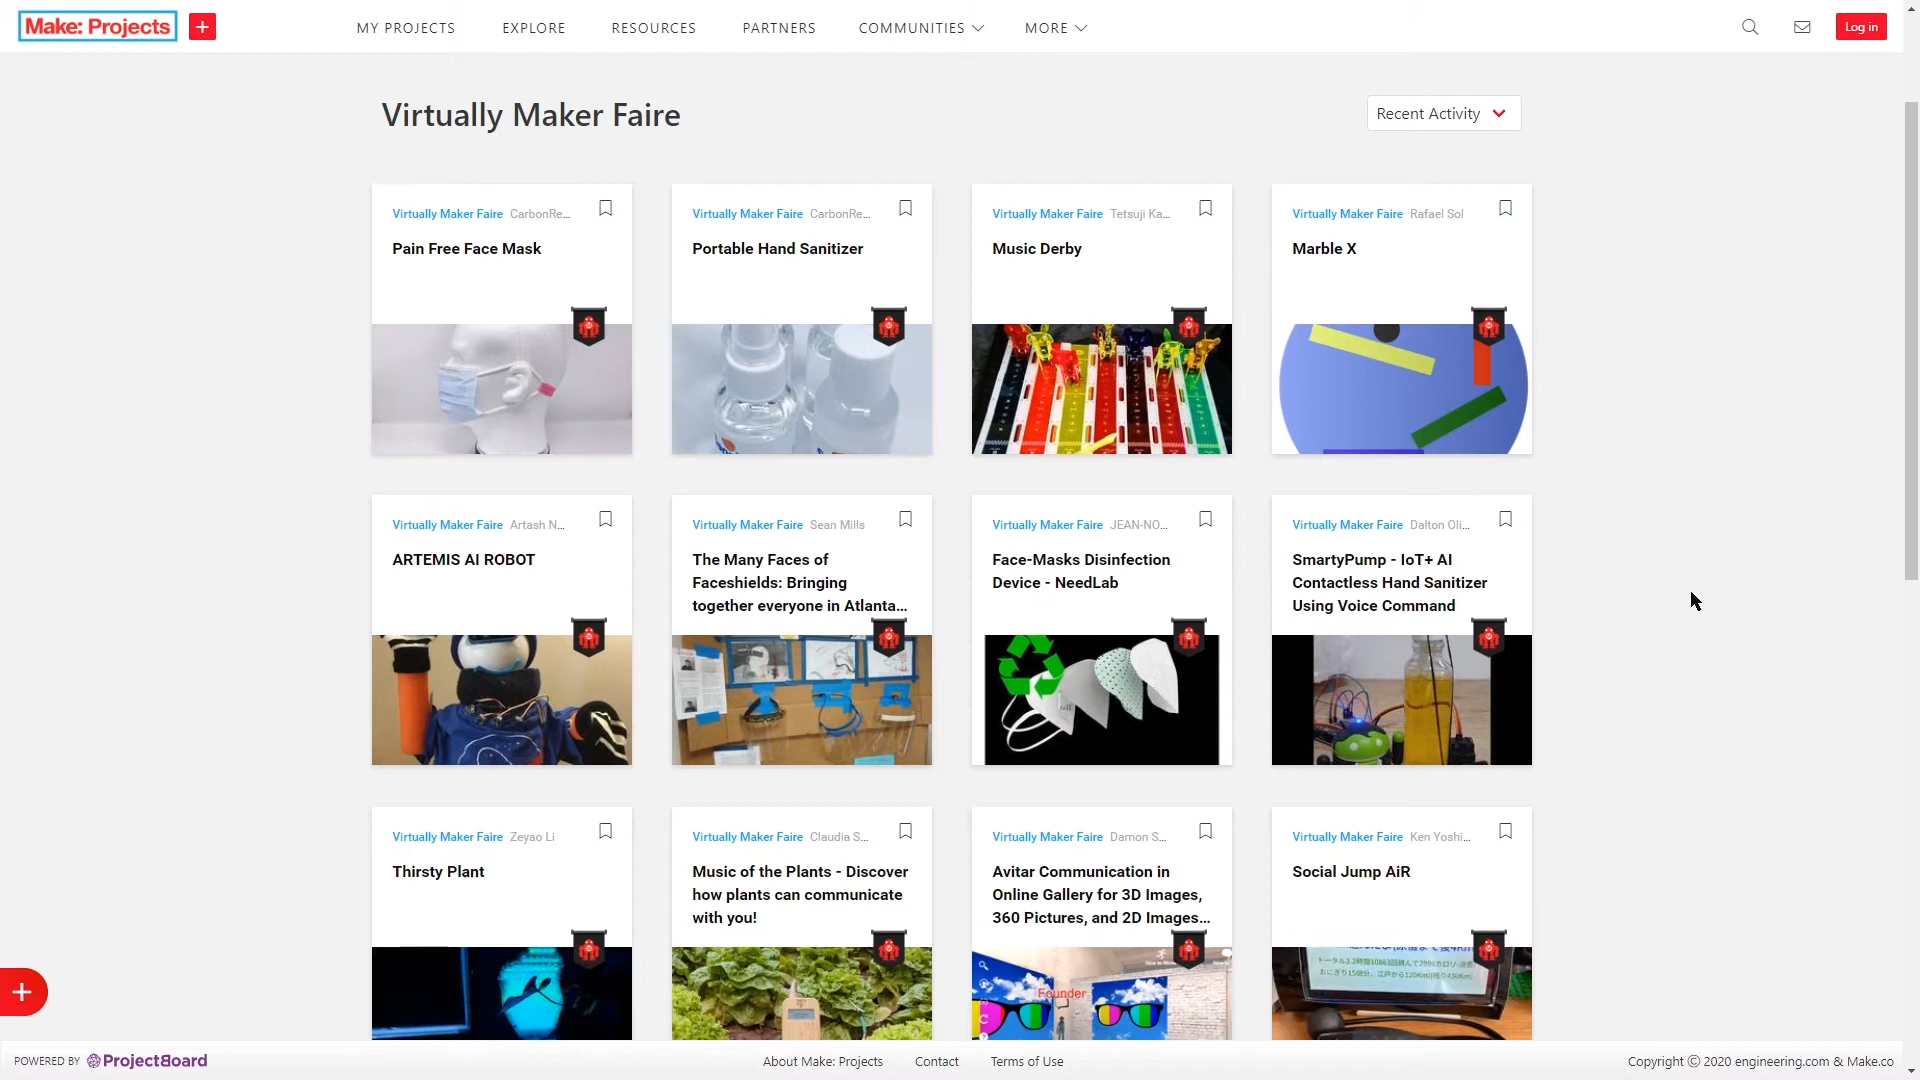 Make: Projects
MY PROJECTS
EXPLORE
RESOURCES
PARTNERS
COMMUNITIES
MORE
Log in
Virtually Maker Faire
Recent Activity
Virtually Maker Faire CarbonRe...
Pain Free Face Mask
Virtually Maker Faire CarbonRe...
Portable Hand Sanitizer
Virtually Maker Faire Tetsuji Ka...
Music Derby
Virtually Maker Faire Rafael Sol
Marble X
Virtually Maker Faire Artash N...
ARTEMIS AI ROBOT
Virtually Maker Faire Sean Mills
The Many Faces of
Faceshields: Bringing
together everyone in Atlanta...
Virtually Maker Faire JEAN-NO...
Face-Masks Disinfection
Device - NeedLab
Virtually Maker Faire Dalton Oli...
SmartyPump - IoT+ AI
Contactless Hand Sanitizer
Using Voice Command
Virtually Maker Faire Zeyao Li
Thirsty Plant
Virtually Maker Faire Claudia S...
Music of the Plants - Discover
how plants can communicate
with you!
Virtually Maker Faire Damon S...
Avitar Communication in
Online Gallery for 3D Images,
360 Pictures, and 2D Images...
Founder
Virtually Maker Faire Ken Yoshi...
Social Jump AiR
POWERED BY ProjectBoard
About Make: Projects
Contact
Terms of Use
Copyright © 2020 engineering.com & Make.co